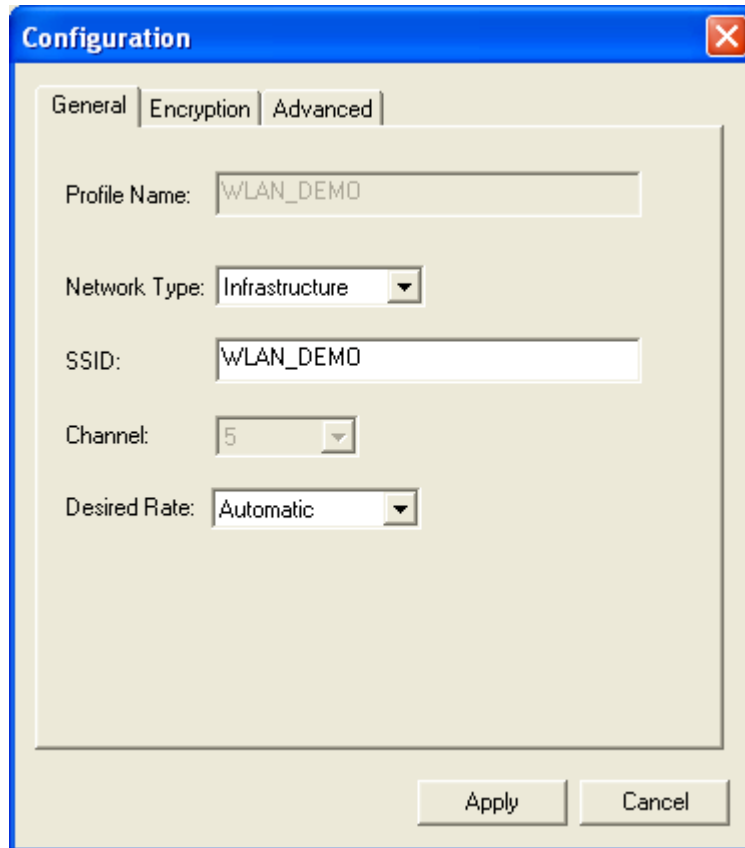 Configuration
General Encryption Advanced
Profile Name: WLAN_DEMO
Network Type: Infrastructure
SSID: WLAN_DEMO
Channel: 5
Desired Rate: Automatic
Apply Cancel